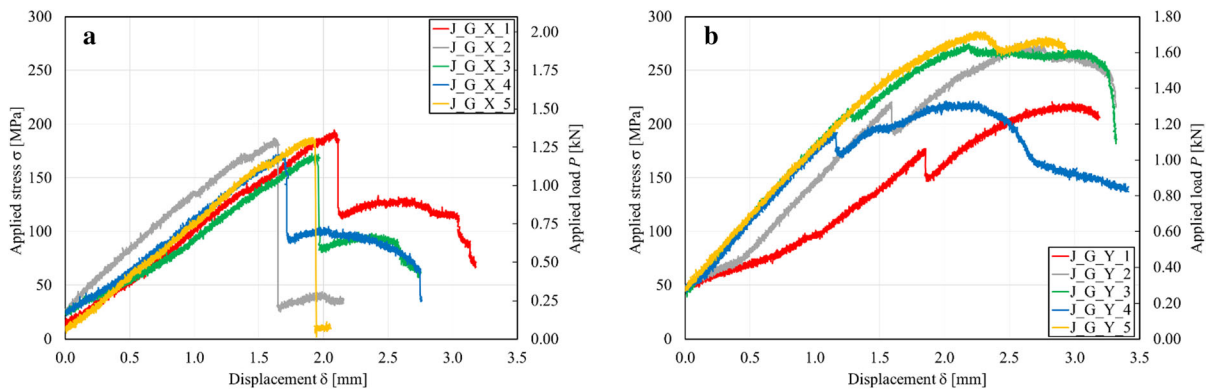 a
J_G_X_1
J_G_X_2
J_G_X_3
J_G_X_4
J_G_X_5
Applied stress σ [MPa]
300
250
200
150
100
50
0
0.0 0.5 1.0 1.5 2.0 2.5 3.0 3.5
Displacement δ [mm]
2.00
1.75
1.50
1.25
1.00
0.75
0.50
0.25
0.00
Applied load P [kN]
b
J_G_Y_1
J_G_Y_2
J_G_Y_3
J_G_Y_4
J_G_Y_5
Applied stress σ [MPa]
300
250
200
150
100
50
0
0.0 0.5 1.0 1.5 2.0 2.5 3.0 3.5
Displacement δ [mm]
1.80
1.60
1.40
1.20
1.00
0.80
0.60
0.40
0.20
0.00
Applied load P [kN]